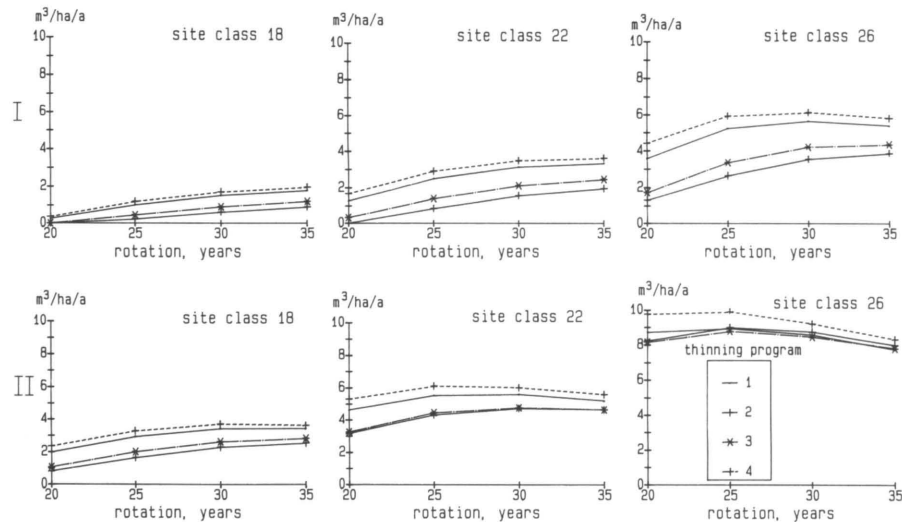 m³/ha/a m³/ha/a m³/ha/a
site class 18 site class 22 site class 26
I
10 8 6 4 2 0
20 25 30 35
rotation, years
10 8 6 4 2 0
20 25 30 35
rotation, years
10 8 6 4 2 0
20 25 30 35
rotation, years
m³/ha/a m³/ha/a m³/ha/a
site class 18 site class 22 site class 26
II
10 8 6 4 2 0
20 25 30 35
rotation, years
10 8 6 4 2 0
20 25 30 35
rotation, years
10 8 6 4 2 0
thinning program
1
2
3
4
20 25 30 35
rotation, years